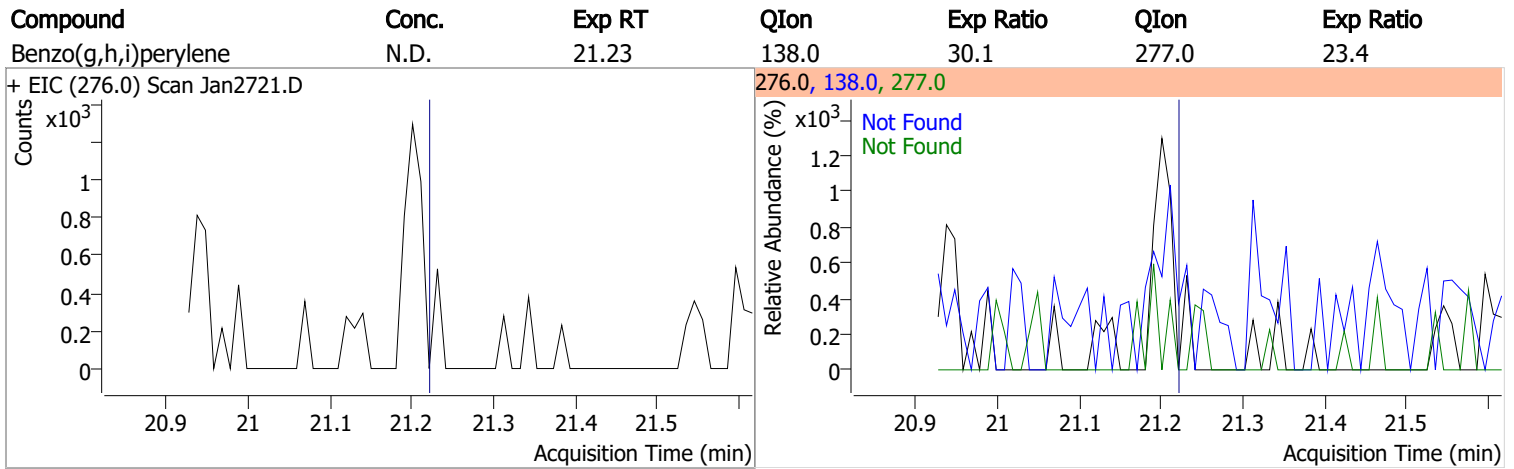 Compound Conc. Exp RT QIon Exp Ratio QIon Exp Ratio
Benzo(g,h,i)perylene N.D. 21.23 138.0 30.1 277.0 23.4
+ EIC (276.0) Scan Jan2721.D
Counts
x10³
1
0.8
0.6
0.4
0.2
0
20.9 21 21.1 21.2 21.3 21.4 21.5
Acquisition Time (min)
276.0, 138.0, 277.0
Relative Abundance (%)
x10³
Not Found
Not Found
1.2
1
0.8
0.6
0.4
0.2
0
20.9 21 21.1 21.2 21.3 21.4 21.5
Acquisition Time (min)